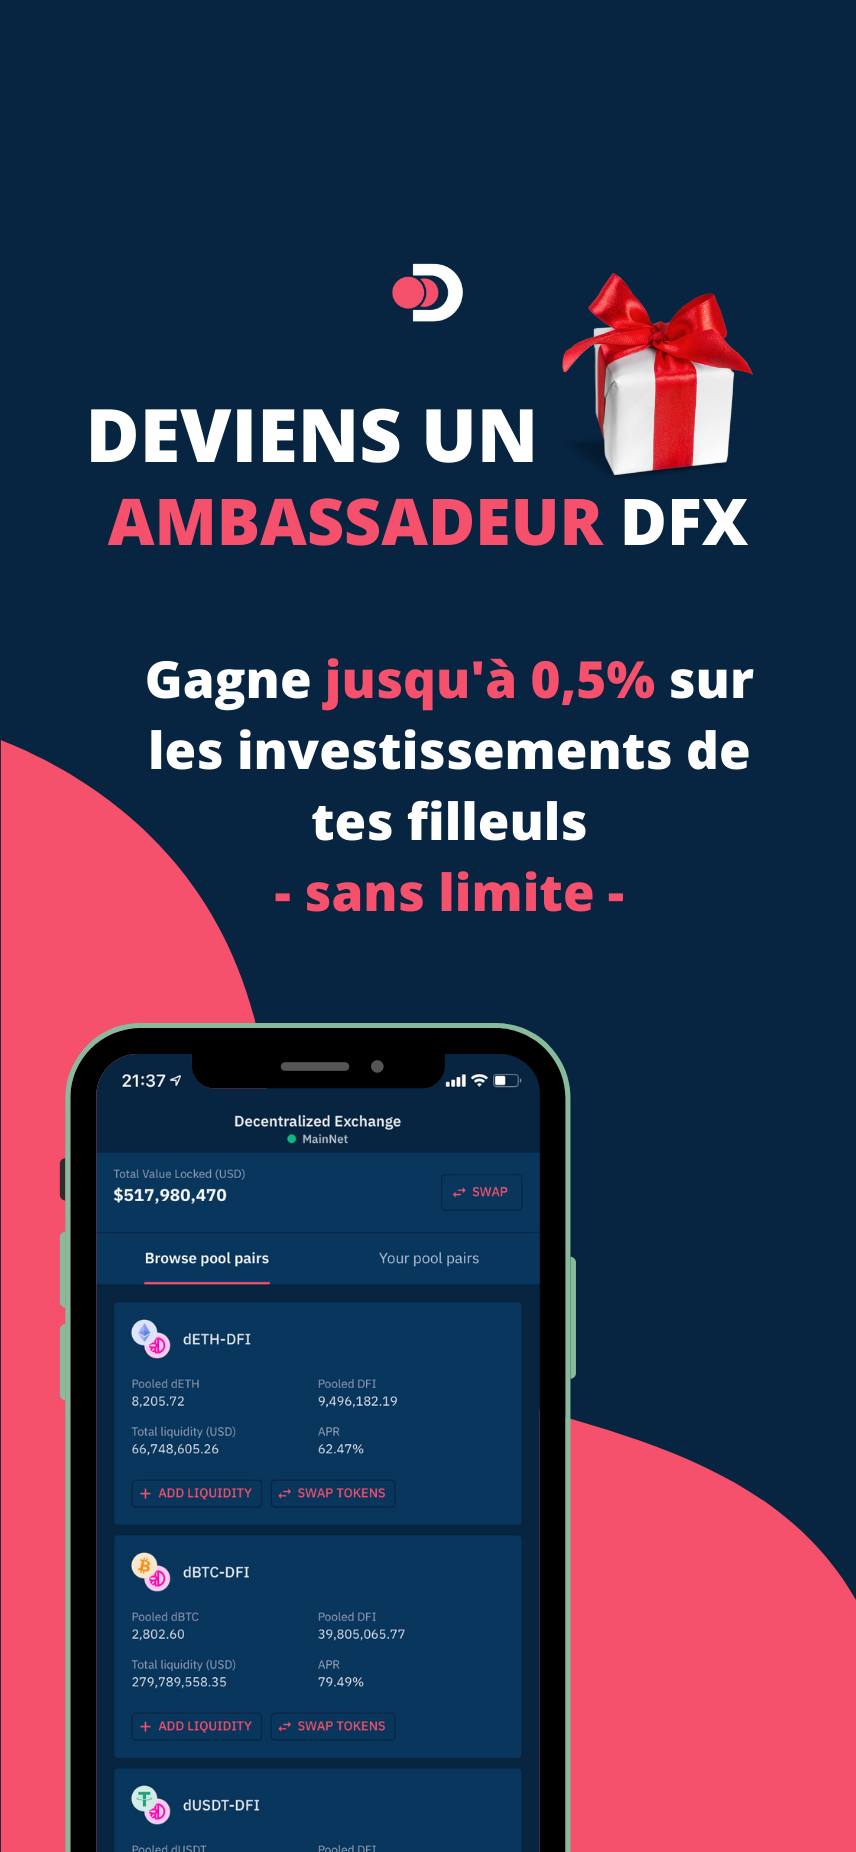 DEVIENS UN
AMBASSADEUR DFX
Gagne jusqu'à 0,5% sur
les investissements de
tes filleuls
- sans limite -
21:37
Decentralized Exchange
MainNet
Total Value Locked (USD)
$517,980,470
SWAP
Browse pool pairs Your pool pairs
dETH-DFI
Pooled dETH Pooled DFI
8,205.72 9,496,182.19
Total liquidity (USD) APR
66,748,605.26 62.47%
+ ADD LIQUIDITY SWAP TOKENS
dBTC-DFI
Pooled dBTC Pooled DFI
2,802.60 39,805,065.77
Total liquidity (USD) APR
279,789,558.35 79.49%
+ ADD LIQUIDITY SWAP TOKENS
dUSDT-DFI
Pooled dUSDT Pooled DFI